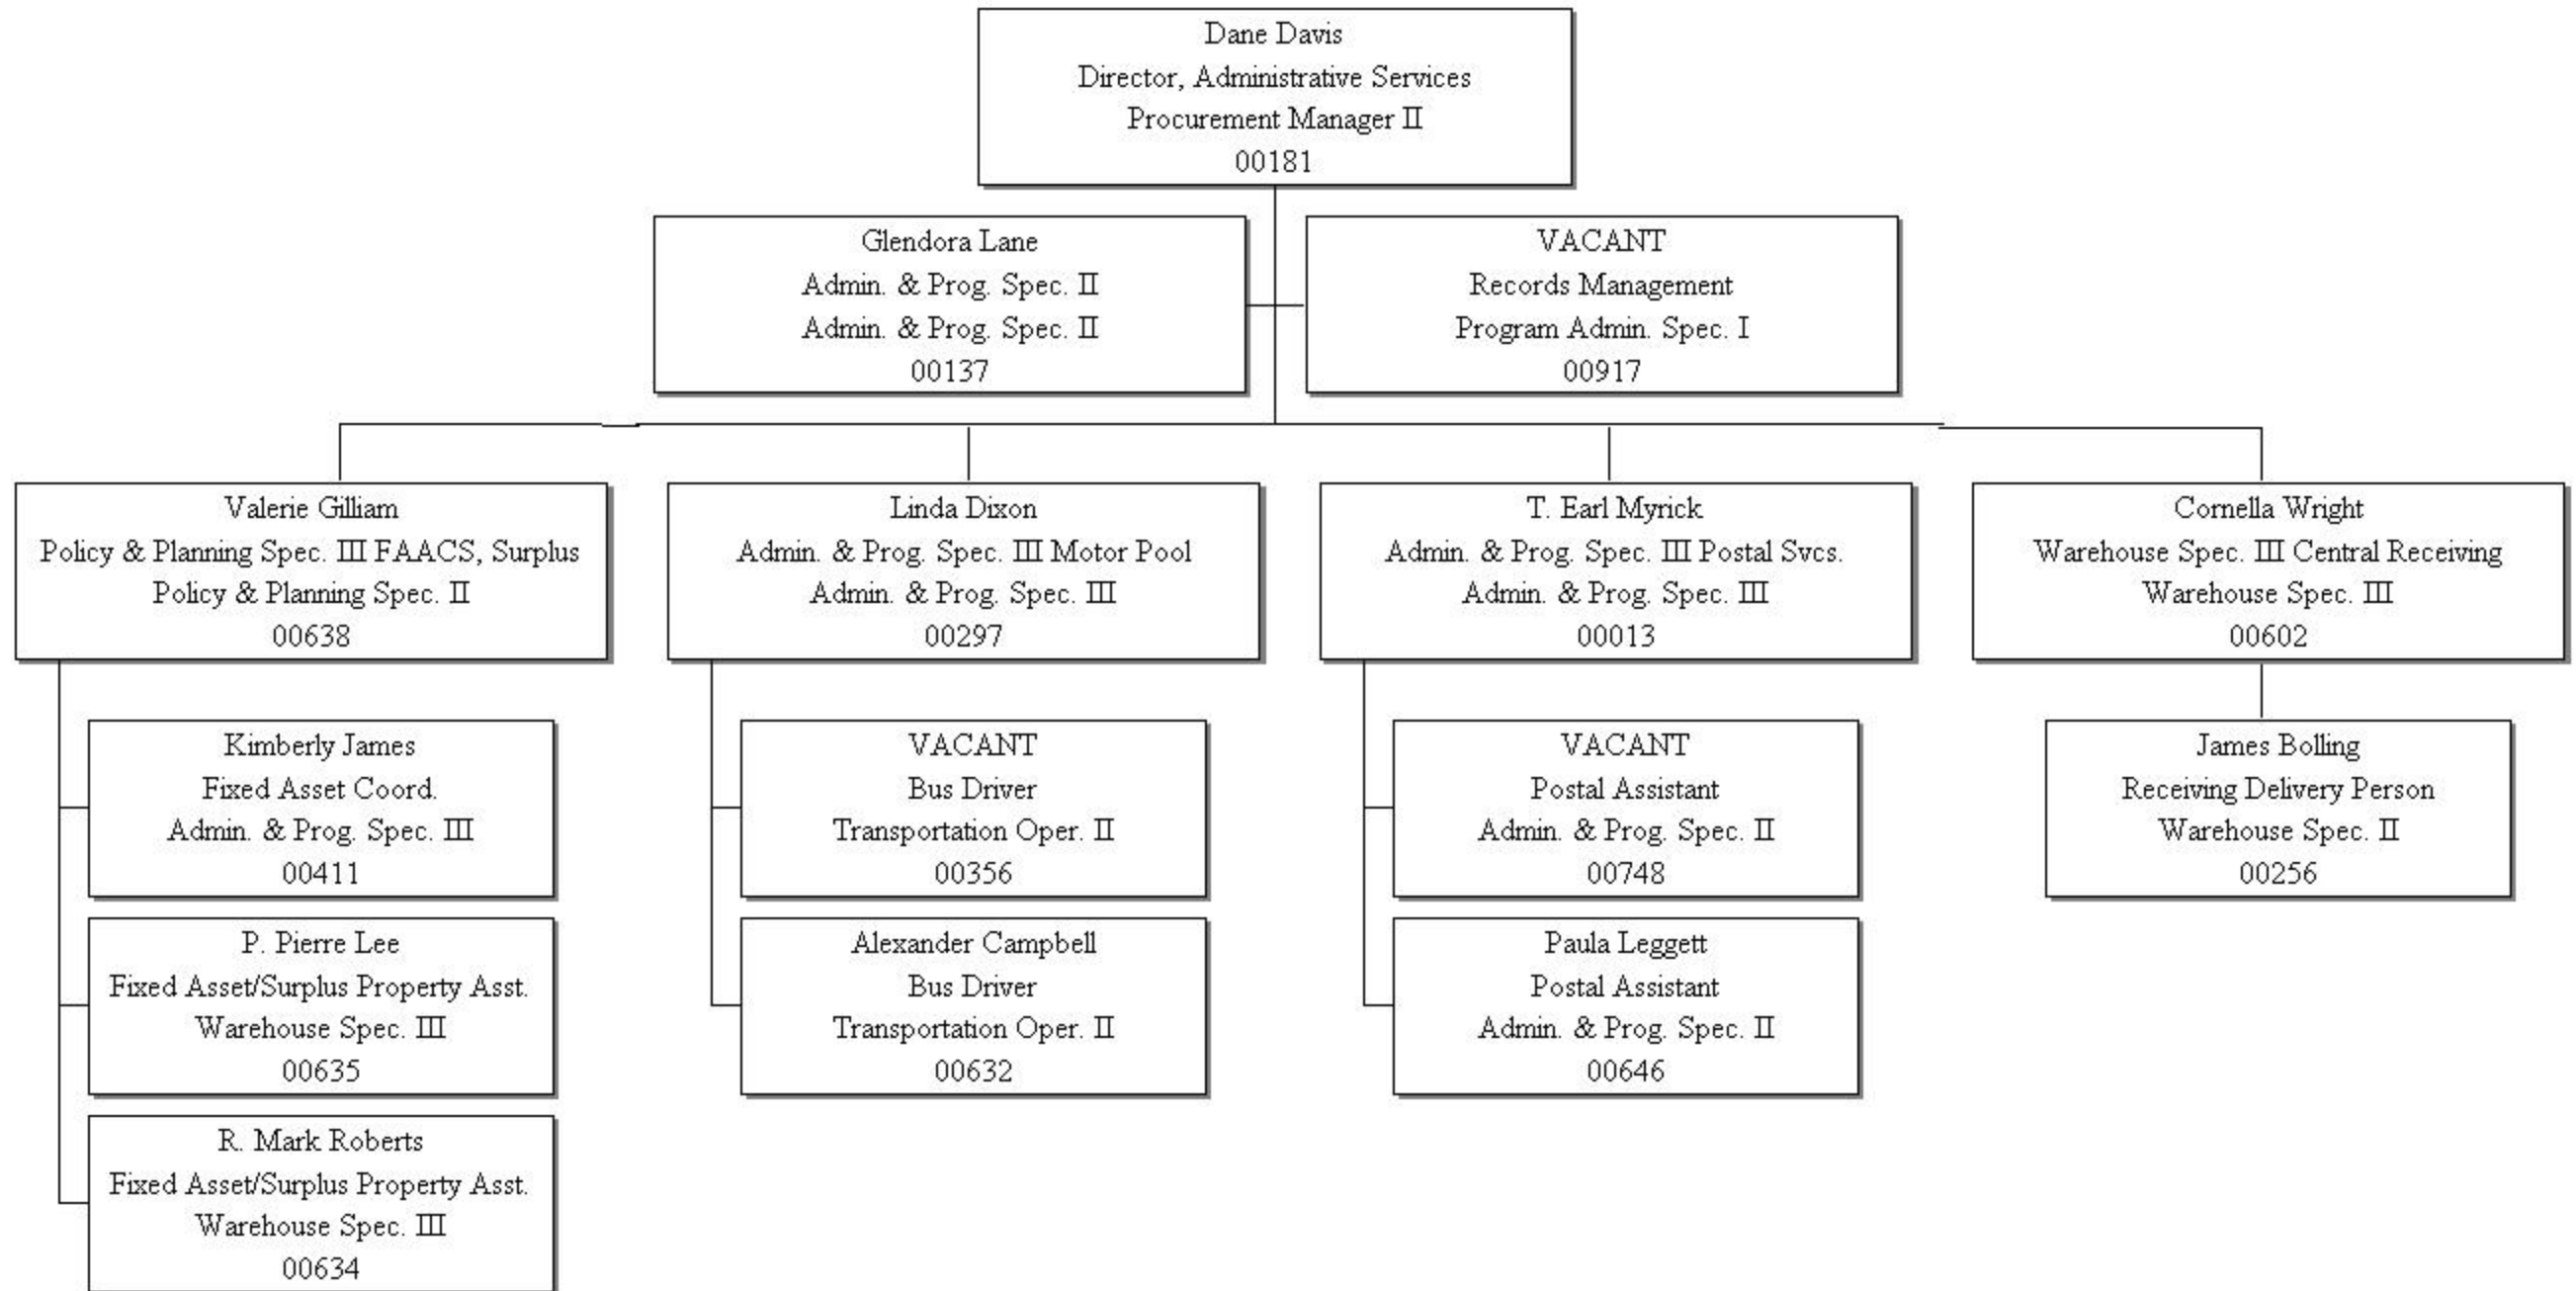 Dane Davis
Director, Administrative Services
Procurement Manager II
00181
Glendora Lane
Admin. & Prog. Spec. II
Admin. & Prog. Spec. II
00137
VACANT
Records Management
Program Admin. Spec. I
00917
Valerie Gilliam
Policy & Planning Spec. III FAACS, Surplus
Policy & Planning Spec. II
00638
Linda Dixon
Admin. & Prog. Spec. III Motor Pool
Admin. & Prog. Spec. III
00297
T. Earl Myrick
Admin. & Prog. Spec. III Postal Svcs.
Admin. & Prog. Spec. III
00013
Cornella Wright
Warehouse Spec. III Central Receiving
Warehouse Spec. III
00602
Kimberly James
Fixed Asset Coord.
Admin. & Prog. Spec. III
00411
VACANT
Bus Driver
Transportation Oper. II
00356
VACANT
Postal Assistant
Admin. & Prog. Spec. II
00748
James Bolling
Receiving Delivery Person
Warehouse Spec. II
00256
P. Pierre Lee
Fixed Asset/Surplus Property Asst.
Warehouse Spec. III
00635
Alexander Campbell
Bus Driver
Transportation Oper. II
00632
Paula Leggett
Postal Assistant
Admin. & Prog. Spec. II
00646
R. Mark Roberts
Fixed Asset/Surplus Property Asst.
Warehouse Spec. III
00634